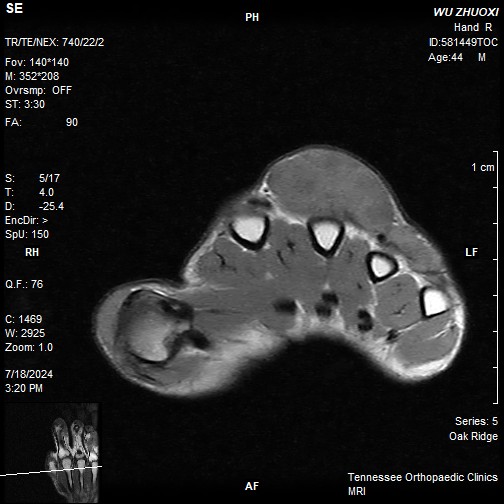 SE
PH
WU ZHUOXI
Hand R
ID:581449TOC
Age:44 M
TR/TE/NEX: 740/22/2
Fov: 140*140
M: 352*208
Ovrsmp: OFF
ST: 3:30
FA: 90
1 cm
S: 5/17
T: 4.0
D: -25.4
EncDir: >
SpU: 150
RH
LF
Q.F.: 76
C: 1469
W: 2925
Zoom: 1.0
7/18/2024
3:20 PM
Series: 5
Oak Ridge
Tennessee Orthopaedic Clinics
MRI
AF